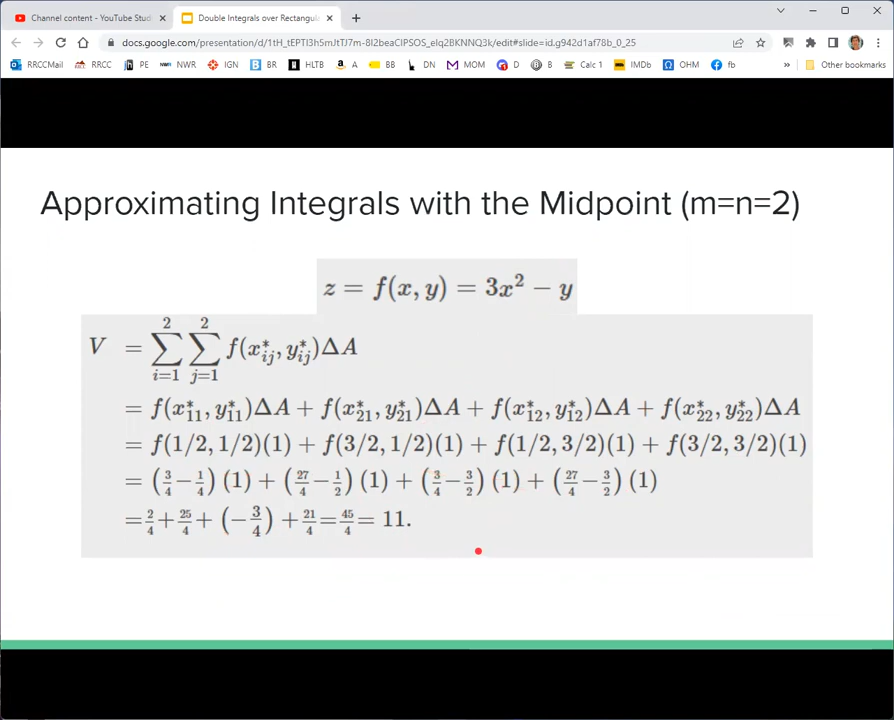 Channel content - YouTube Stud
Double Integrals over Rectangula
docs.google.com/presentation/d/1tH_tEPTI3h5mJtTJ7m-8I2beaCIPSOS_eIq2BKNNQ3k/edit#slide=id.g942d1af78b_0_25
RRCCMail RRCC PE NWR IGN BR HLTB A BB DN MOM D B Calc 1 IMDb OHM fb » Other bookmarks
Approximating Integrals with the Midpoint (m=n=2)
z = f(x, y) = 3x² − y
V = ∑_{i=1}^{2} ∑_{j=1}^{2} f(x*_{ij}, y*_{ij})ΔA
= f(x*_{11}, y*_{11})ΔA + f(x*_{21}, y*_{21})ΔA + f(x*_{12}, y*_{12})ΔA + f(x*_{22}, y*_{22})ΔA
= f(1/2, 1/2)(1) + f(3/2, 1/2)(1) + f(1/2, 3/2)(1) + f(3/2, 3/2)(1)
= (3/4 − 1/4)(1) + (27/4 − 1/2)(1) + (3/4 − 3/2)(1) + (27/4 − 3/2)(1)
= 2/4 + 25/4 + (−3/4) + 21/4 = 45/4 = 11.